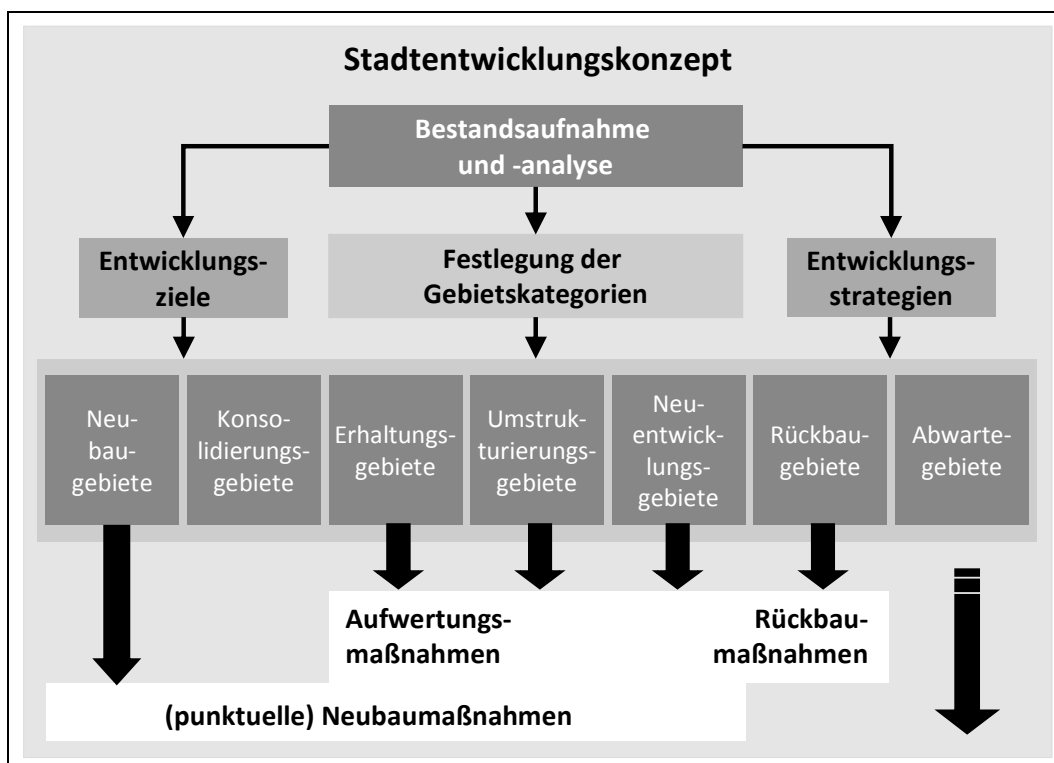 Stadtentwicklungskonzept
Bestandsaufnahme
und -analyse
Entwicklungs-
ziele
Festlegung der
Gebietskategorien
Entwicklungs-
strategien
Neu-
bau-
gebiete
Konso-
lidierungs-
gebiete
Erhaltungs-
gebiete
Umstruk-
turierungs-
gebiete
Neu-
entwick-
lungs-
gebiete
Rückbau-
gebiete
Abwarte-
gebiete
Aufwertungs-
maßnahmen
Rückbau-
maßnahmen
(punktuelle) Neubaumaßnahmen